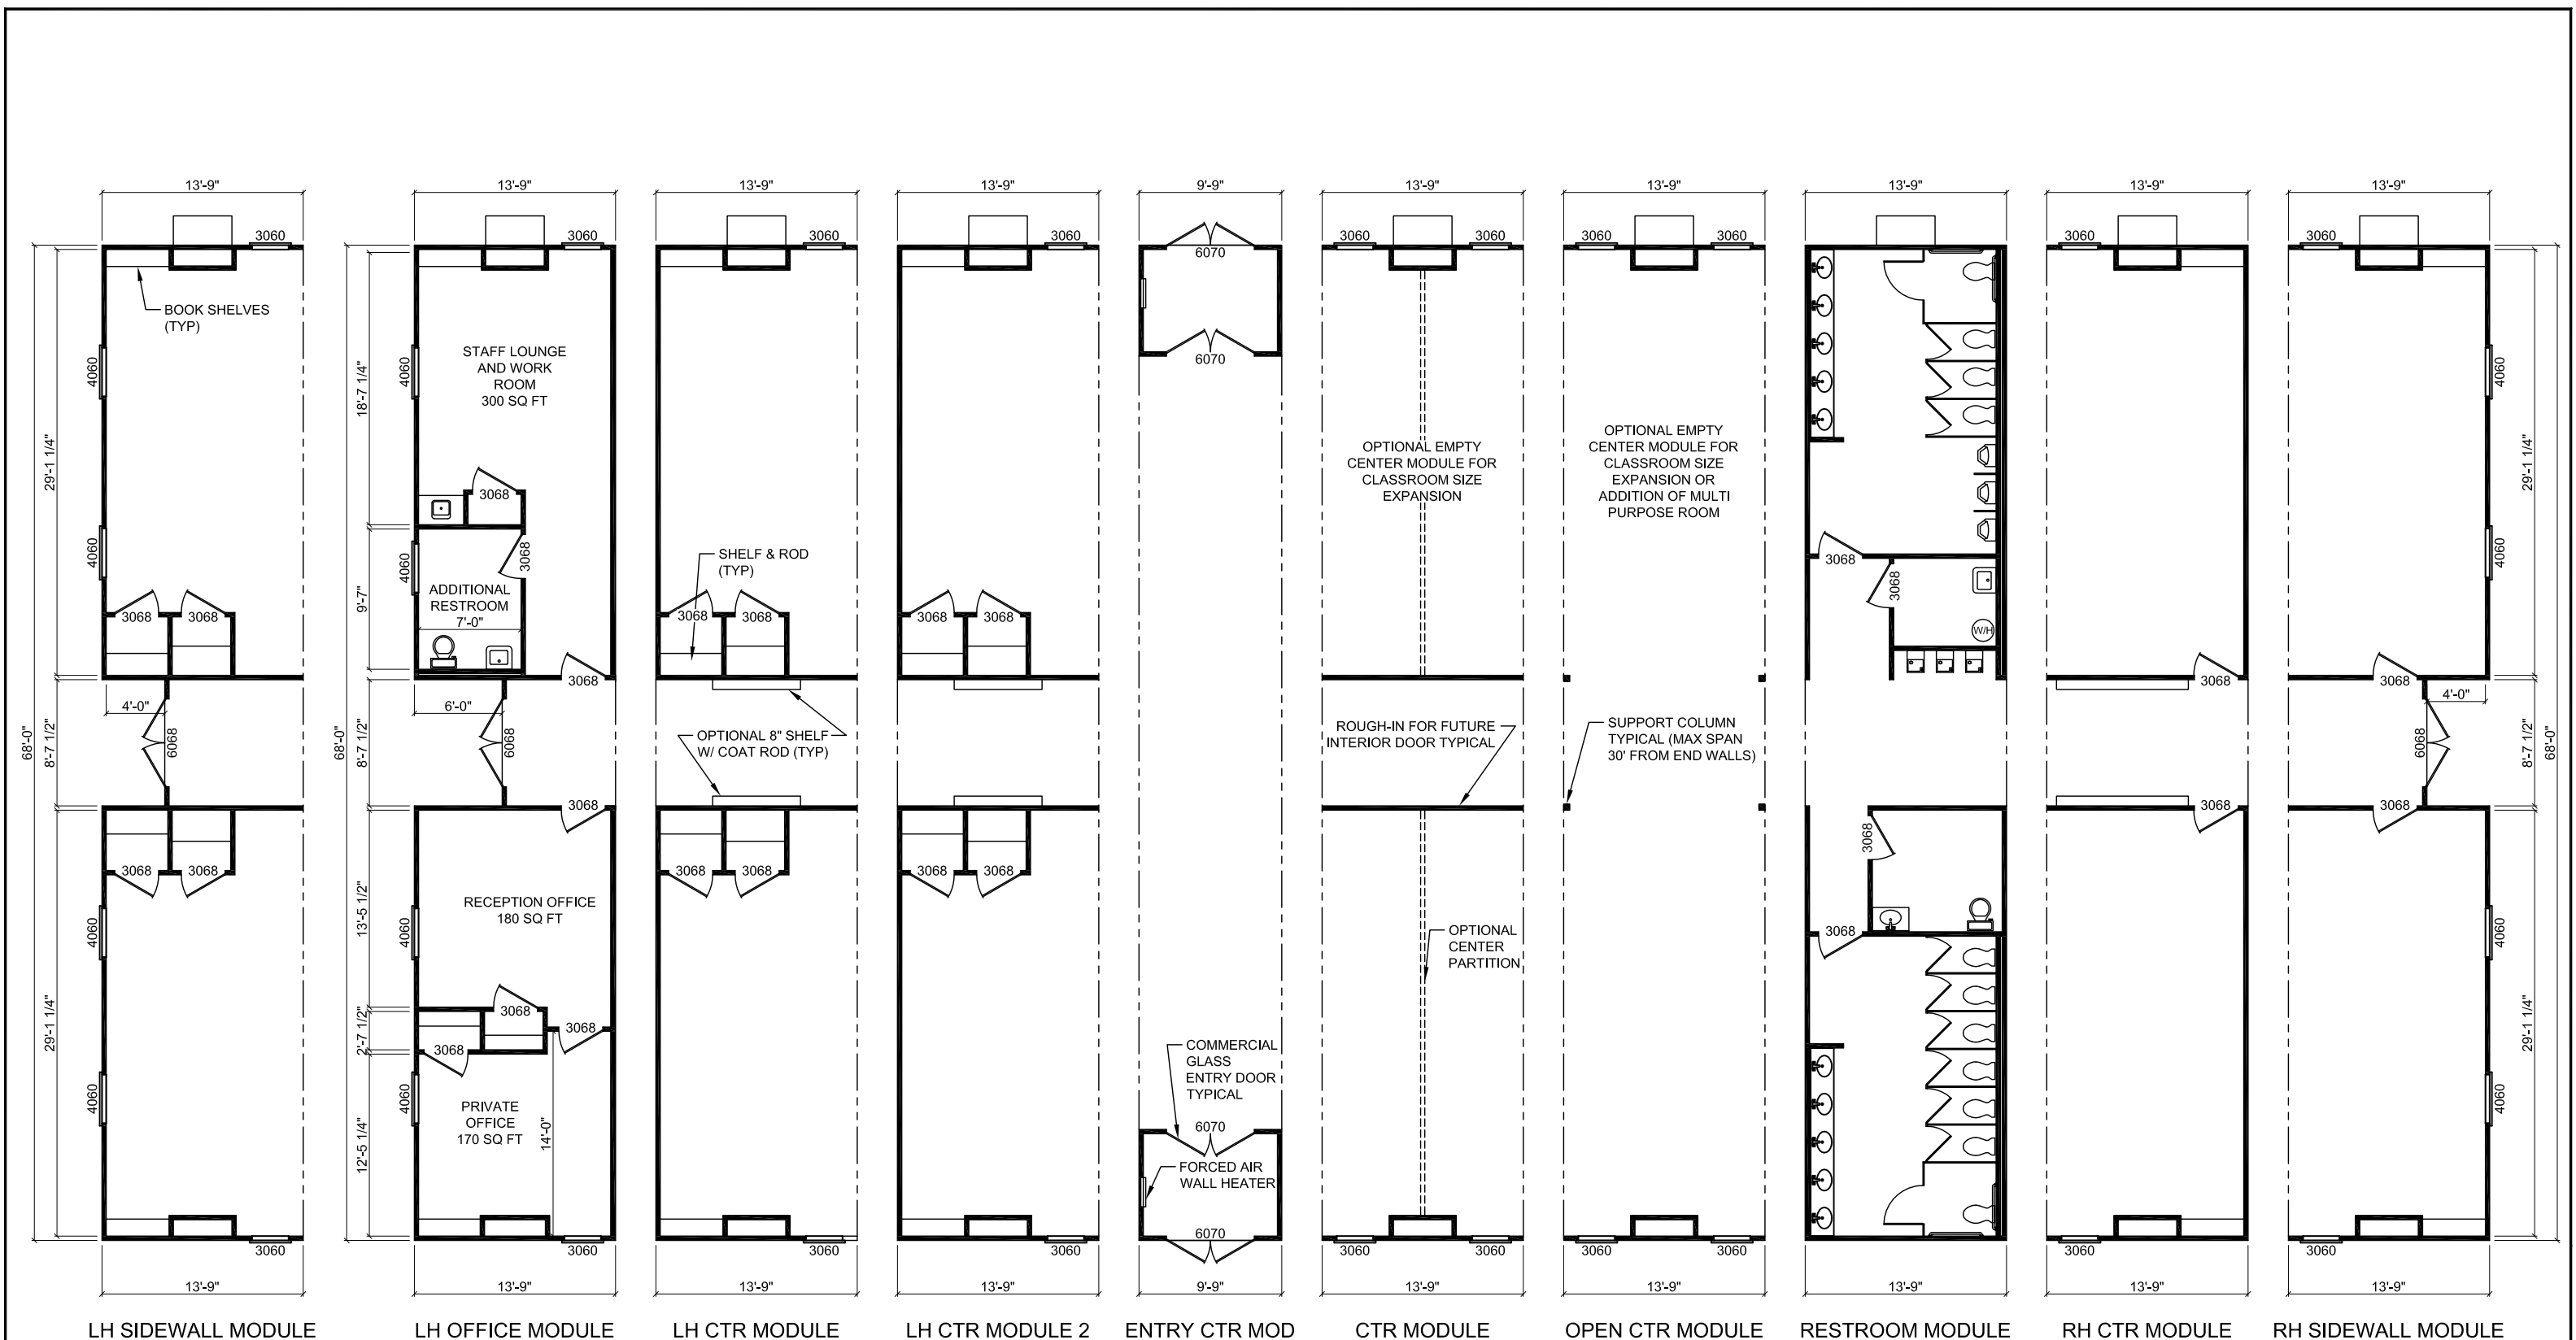 13'-9"
13'-9"
13'-9"
13'-9"
9'-9"
13'-9"
13'-9"
13'-9"
13'-9"
13'-9"
68'-0"
29'-1 1/4"
8'-7 1/2"
29'-1 1/4"
3060
4060
4060
BOOK SHELVES
(TYP)
3068
3068
4'-0"
6068
3068
3068
4060
4060
3060
13'-9"
LH SIDEWALL MODULE
68'-0"
18'-7 1/4"
9'-7"
8'-7 1/2"
13'-5 1/2"
2'-7 1/2"
12'-5 1/4"
3060
4060
STAFF LOUNGE
AND WORK
ROOM
300 SQ FT
3068
3068
4060
ADDITIONAL
RESTROOM
7'-0"
3068
6'-0"
6068
3068
4060
RECEPTION OFFICE
180 SQ FT
3068
3068
3068
4060
PRIVATE
OFFICE
170 SQ FT
14'-0"
3060
13'-9"
LH OFFICE MODULE
3060
SHELF & ROD
(TYP)
3068
3068
OPTIONAL 8" SHELF
W/ COAT ROD (TYP)
3068
3068
3060
13'-9"
LH CTR MODULE
3060
3068
3068
3068
3068
3060
13'-9"
LH CTR MODULE 2
6070
6070
COMMERCIAL
GLASS
ENTRY DOOR
TYPICAL
6070
FORCED AIR
WALL HEATER
6070
9'-9"
ENTRY CTR MOD
3060
3060
OPTIONAL EMPTY
CENTER MODULE FOR
CLASSROOM SIZE
EXPANSION
ROUGH-IN FOR FUTURE
INTERIOR DOOR TYPICAL
OPTIONAL
CENTER
PARTITION
3060
3060
13'-9"
CTR MODULE
3060
3060
OPTIONAL EMPTY
CENTER MODULE FOR
CLASSROOM SIZE
EXPANSION OR
ADDITION OF MULTI
PURPOSE ROOM
SUPPORT COLUMN
TYPICAL (MAX SPAN
30' FROM END WALLS)
3060
3060
13'-9"
OPEN CTR MODULE
3068
3068
W/H
3068
3068
13'-9"
RESTROOM MODULE
3060
3068
3068
3060
13'-9"
RH CTR MODULE
3060
4060
4060
3068
4'-0"
6068
3068
4060
4060
3060
29'-1 1/4"
8'-7 1/2"
29'-1 1/4"
68'-0"
13'-9"
RH SIDEWALL MODULE